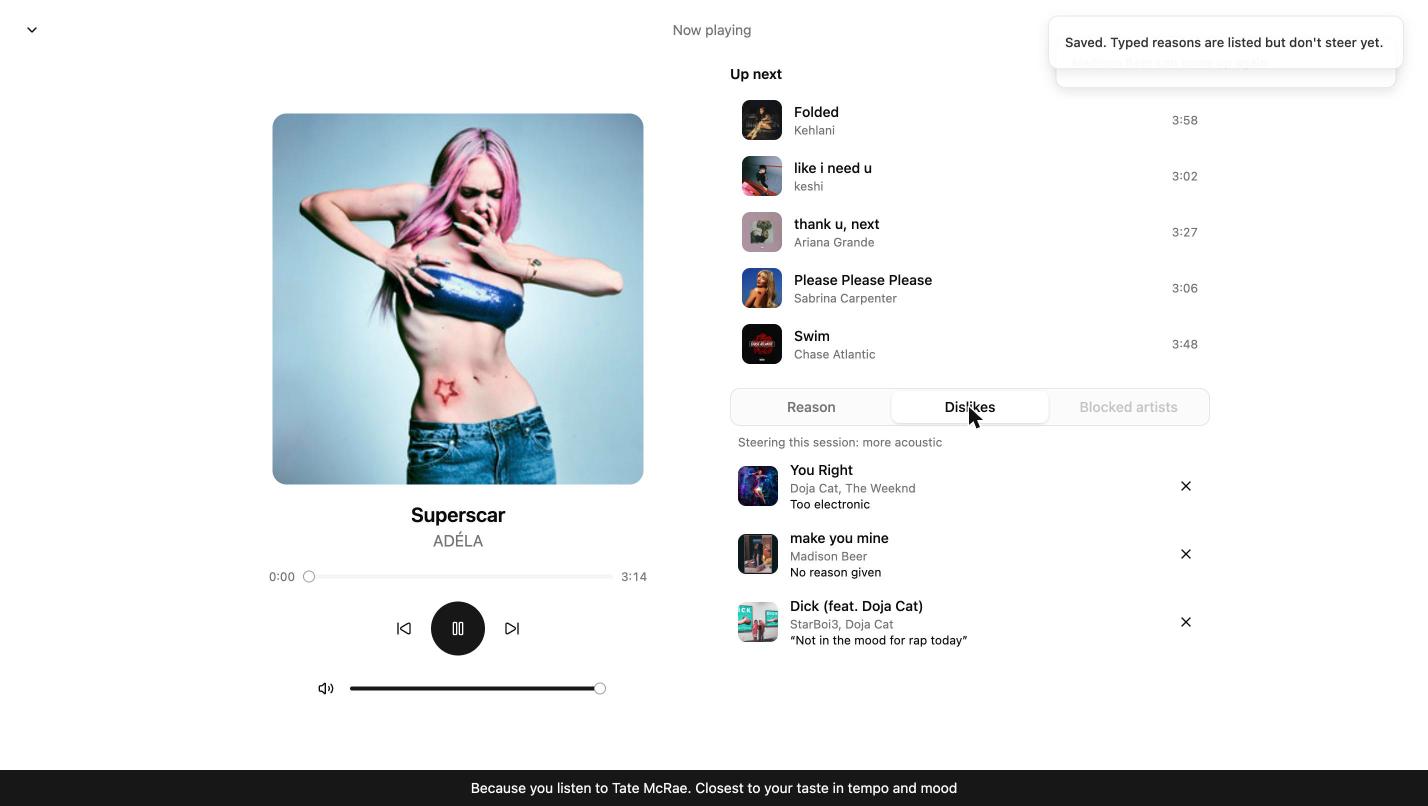 Now playing
Saved. Typed reasons are listed but don't steer yet.
Up next
Folded
Kehlani
3:58
like i need u
keshi
3:02
thank u, next
Ariana Grande
3:27
Please Please Please
Sabrina Carpenter
3:06
Swim
Chase Atlantic
3:48
Reason
Dislikes
Blocked artists
Steering this session: more acoustic
You Right
Doja Cat, The Weeknd
Too electronic
make you mine
Madison Beer
No reason given
Dick (feat. Doja Cat)
StarBoi3, Doja Cat
“Not in the mood for rap today”
Superscar
ADÉLA
0:00
3:14
Because you listen to Tate McRae. Closest to your taste in tempo and mood